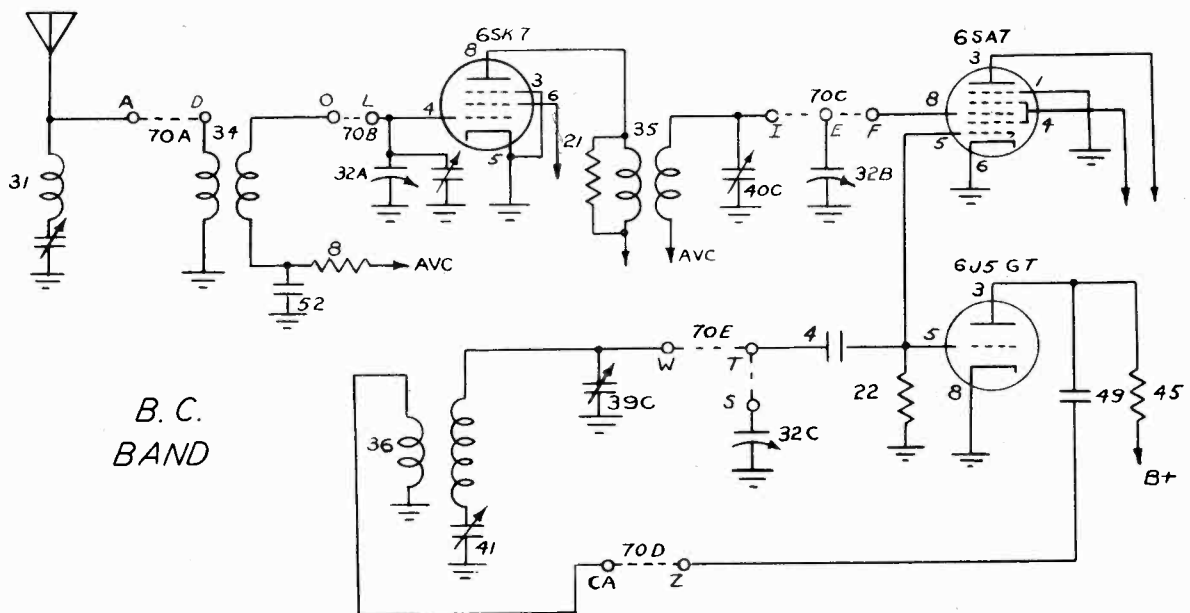 6SK7
8
3
6
4
5
6SA7
3
1
8
4
5
6
A
D
70A
34
O
L
70B
31
32A
21
35
40C
I
70C
E
F
32B
8
AVC
52
AVC
6J5 GT
3
5
8
W
70E
T
4
S
39C
32C
22
49
45
B+
B.C.
BAND
36
41
CA
70D
Z